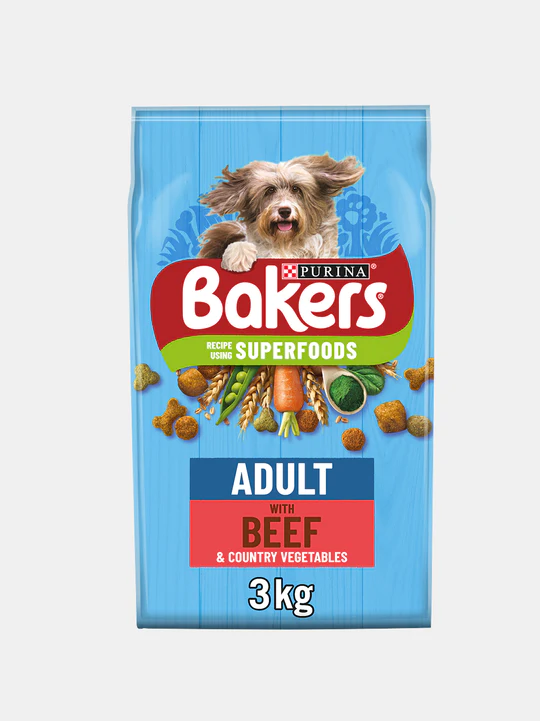 PURINA®
Bakers®
RECIPE
USING SUPERFOODS
ADULT
WITH
BEEF
& COUNTRY VEGETABLES
3kg